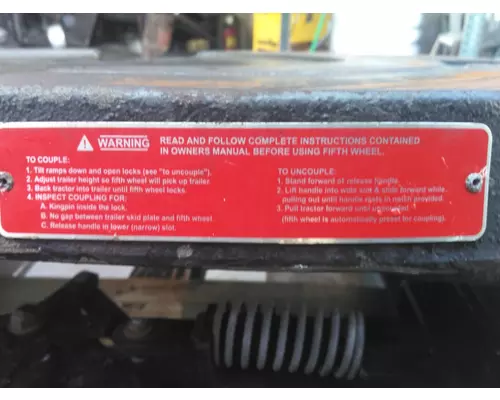 WARNING
READ AND FOLLOW COMPLETE INSTRUCTIONS CONTAINED
IN OWNERS MANUAL BEFORE USING FIFTH WHEEL.
TO COUPLE:
1. Tilt ramps down and open locks (see "to uncouple").
2. Adjust trailer height so fifth wheel will pick up trailer
3. Back tractor into trailer until fifth wheel locks.
4. INSPECT COUPLING FOR:
A. Kingpin inside the lock.
B. No gap between trailer skid plate and fifth wheel
C. Release handle in lower (narrow) slot.
TO UNCOUPLE:
1. Stand forward of release handle.
2. Lift handle into wide slot & slide forward while
pulling out until handle rests in notch provided.
3. Pull tractor forward until uncoupled
(fifth wheel is automatically preset for coupling).